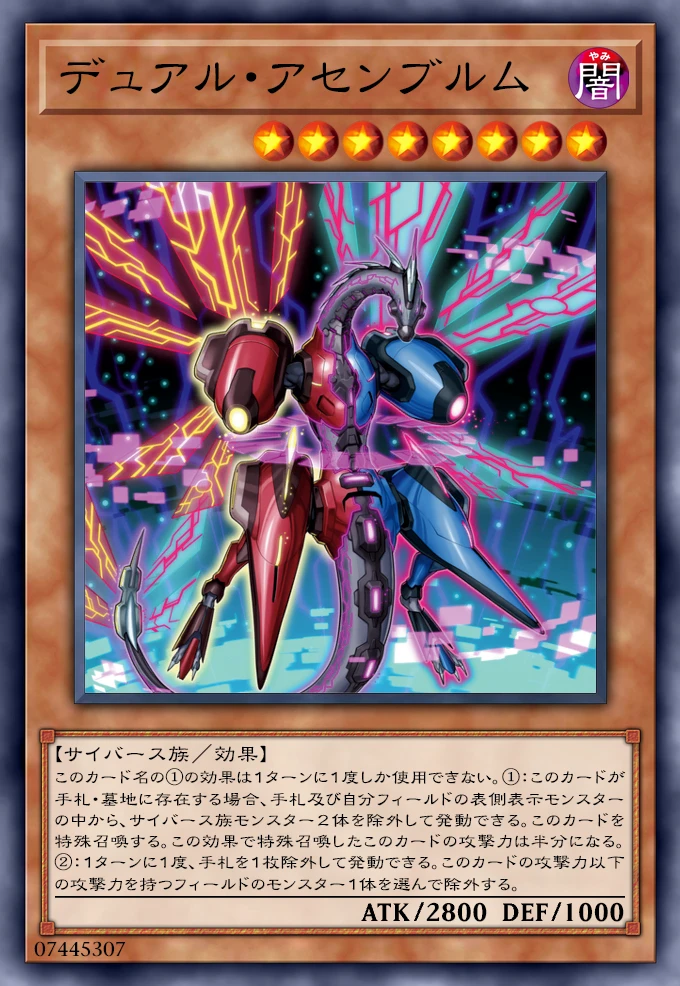 デュアル・アセンブルム
やみ
闇
【サイバース族／効果】
このカード名の①の効果は１ターンに１度しか使用できない。①：このカードが
手札・墓地に存在する場合、手札及び自分フィールドの表側表示モンスター
の中から、サイバース族モンスター２体を除外して発動できる。このカードを
特殊召喚する。この効果で特殊召喚したこのカードの攻撃力は半分になる。
②：１ターンに１度、手札を１枚除外して発動できる。このカードの攻撃力以下
の攻撃力を持つフィールドのモンスター１体を選んで除外する。
ATK/2800 DEF/1000
07445307